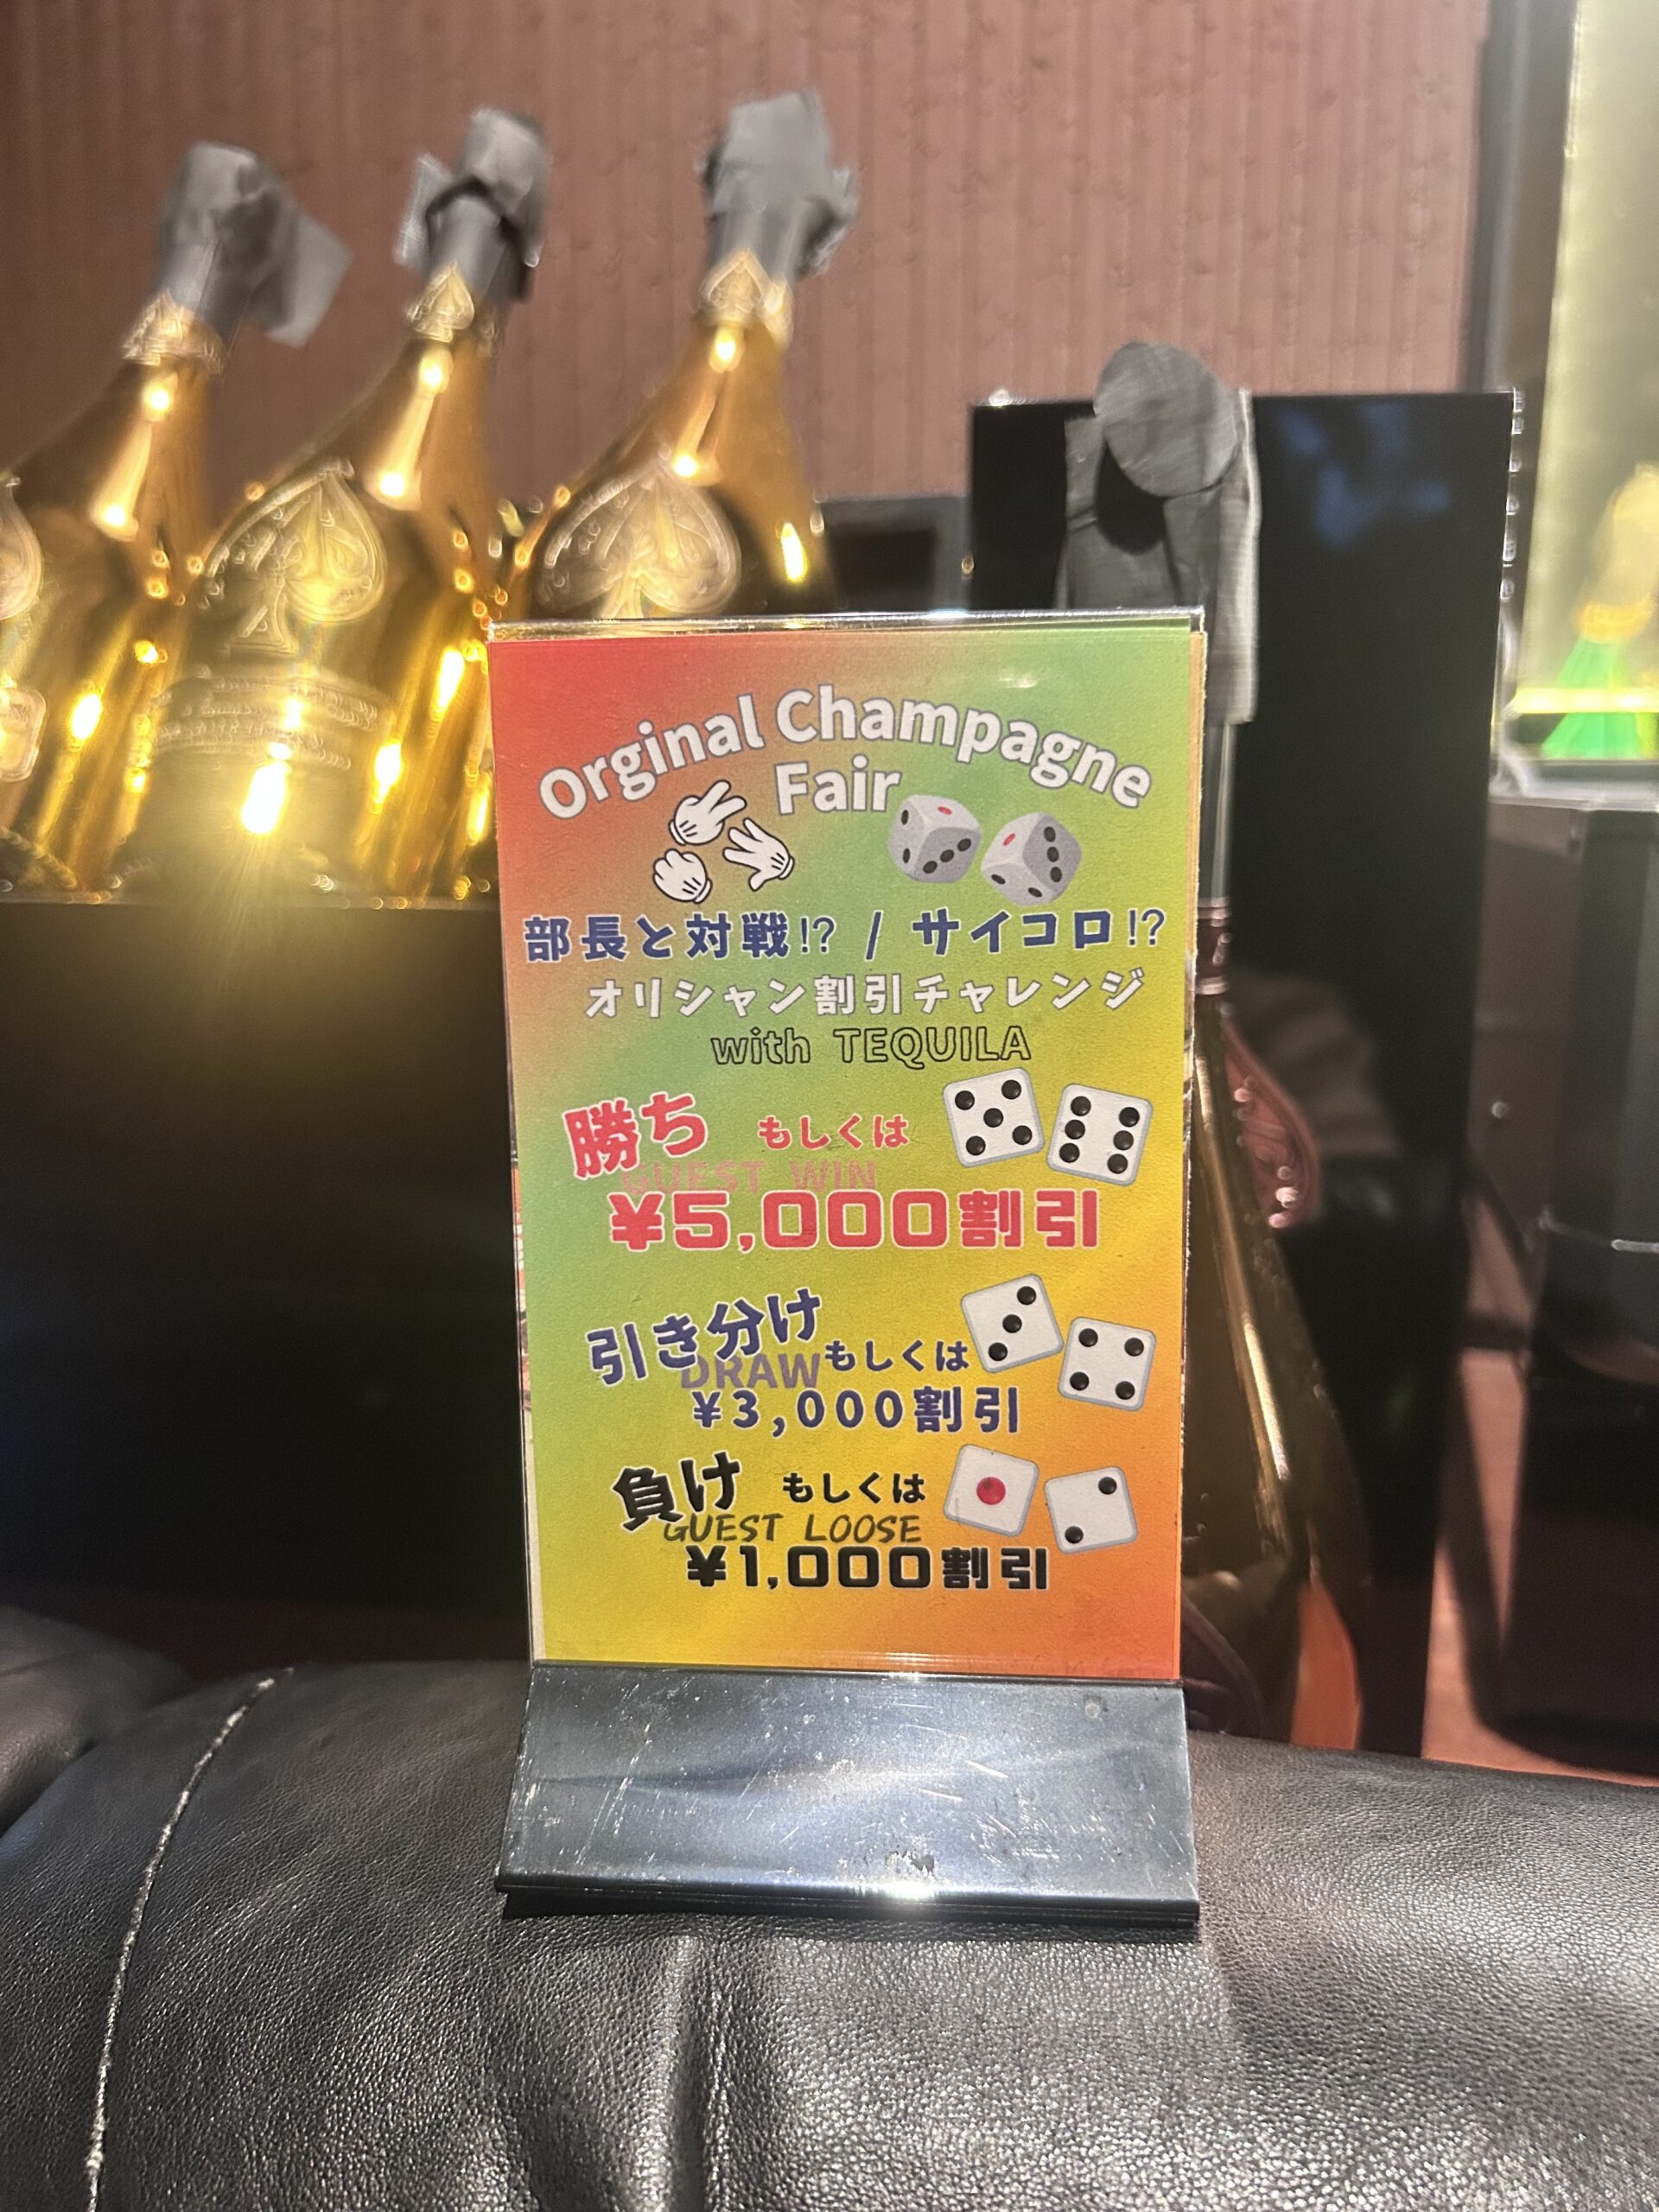 Orginal Champagne
Fair
部長と対戦!? / サイコロ!?
オリシャン割引チャレンジ
with TEQUILA
勝ち もしくは
GUEST WIN
¥5,000割引
引き分け もしくは
DRAW
¥3,000割引
負け もしくは
GUEST LOOSE
¥1,000割引